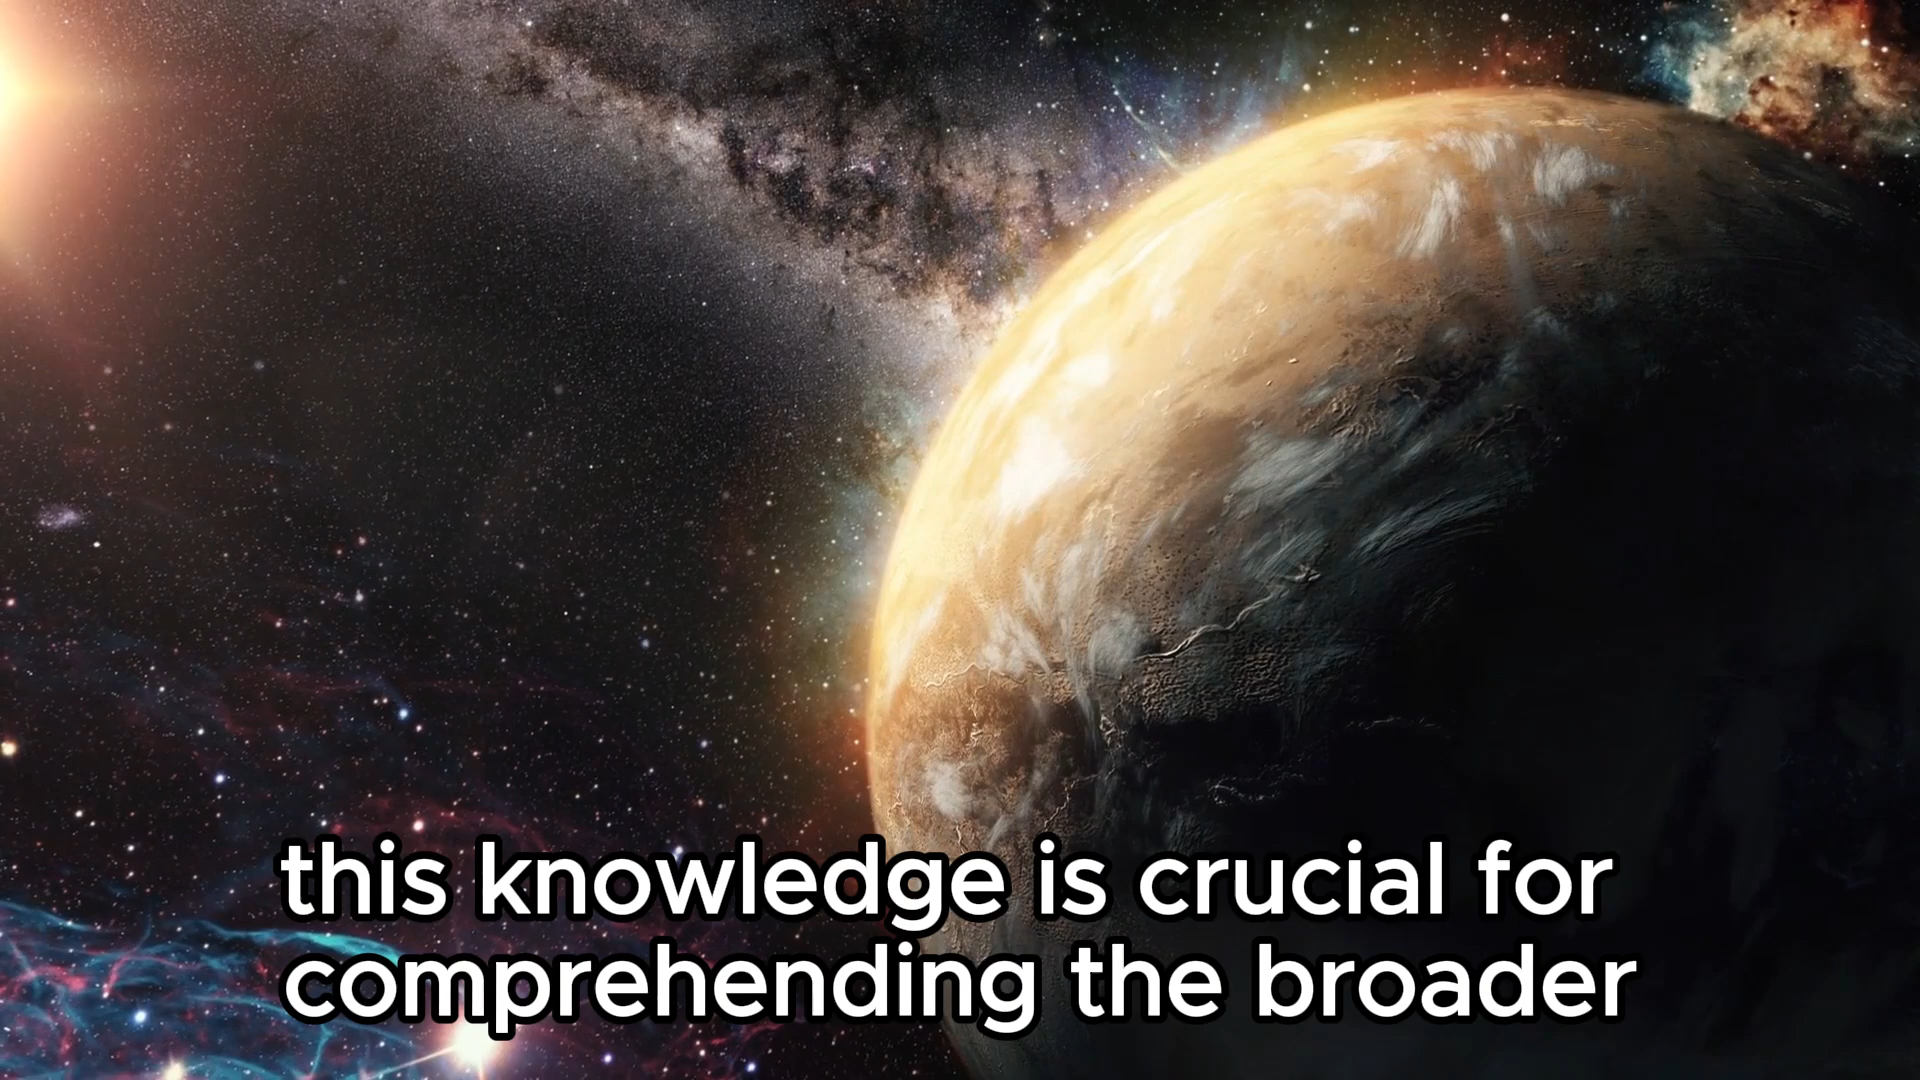 this knowledge is crucial for
comprehending the broader